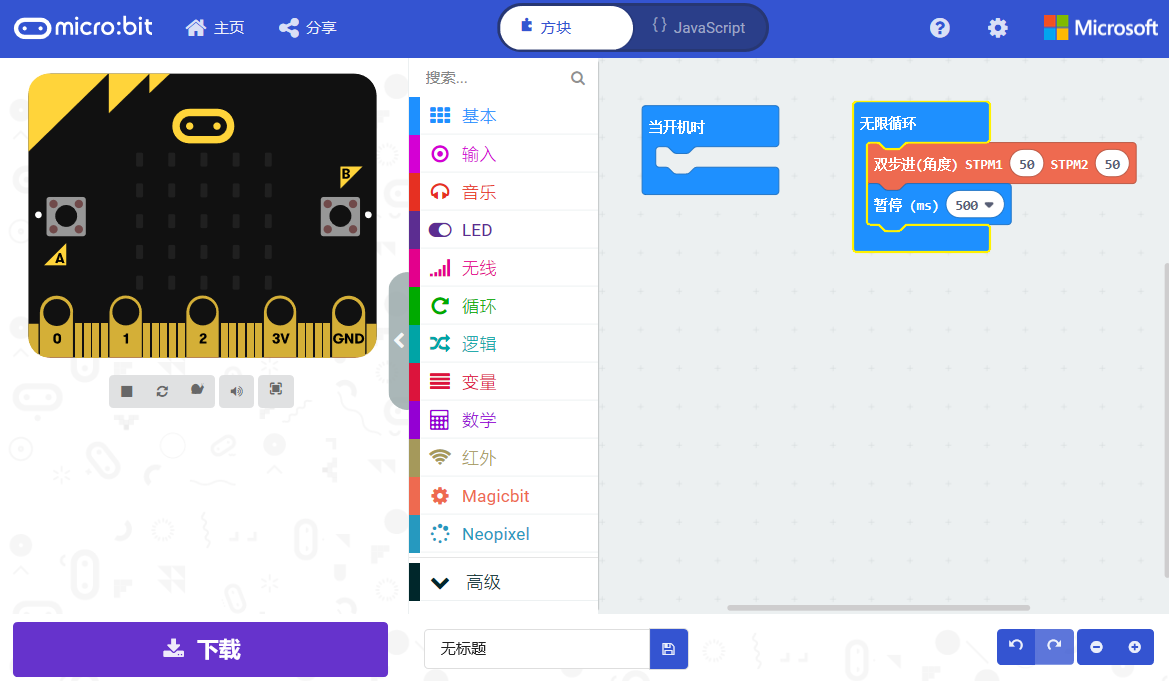 micro:bit
主页
分享
方块
{} JavaScript
?
Microsoft
搜索...
基本
输入
音乐
LED
无线
循环
逻辑
变量
数学
红外
Magicbit
Neopixel
高级
B
A
0 1 2 3V GND
当开机时
无限循环
双步进(角度) STPM1 50 STPM2 50
暂停 (ms) 500
下载
无标题